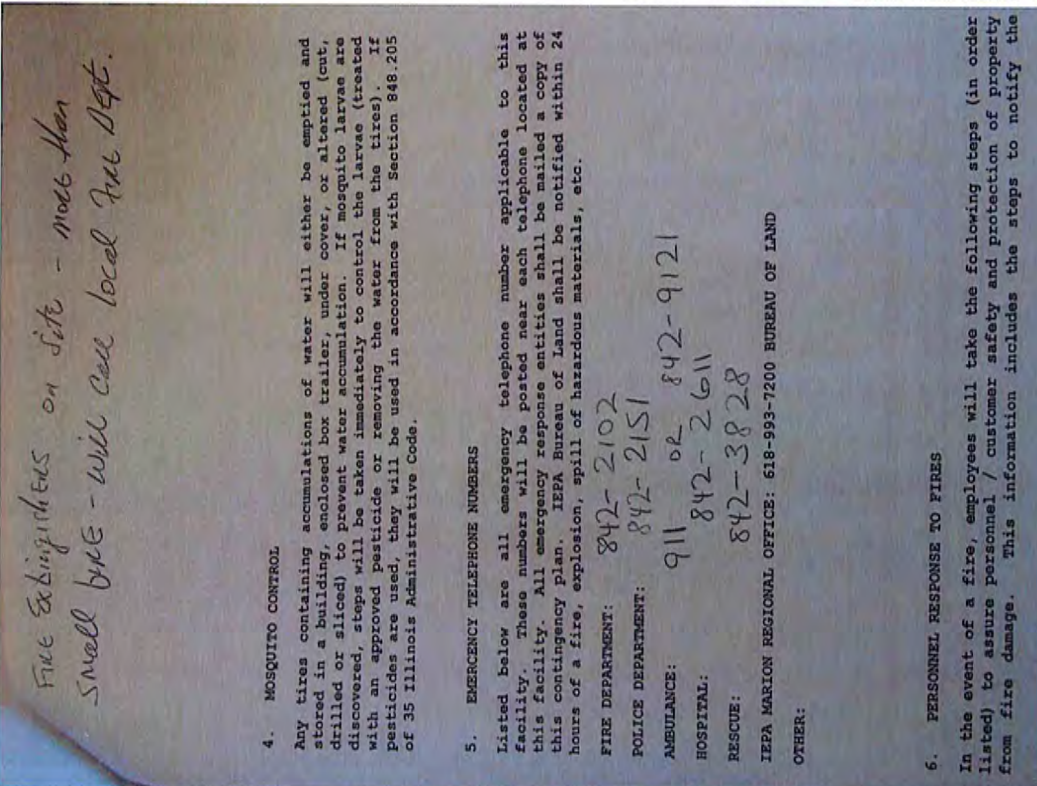 FIRE Extinguishers on Site - more than
Small fire - will call local Fire Dept.
4. MOSQUITO CONTROL
Any tires containing accumulations of water will either be emptied and
stored in a building, enclosed box trailer, under cover, or altered (cut,
drilled or sliced) to prevent water accumulation. If mosquito larvae are
discovered, steps will be taken immediately to control the larvae (treated
with an approved pesticide or removing the water from the tires). If
pesticides are used, they will be used in accordance with Section 848.205
of 35 Illinois Administrative Code.
5. EMERCENCY TELEPHONE NUMBERS
Listed below are all emergency telephone number applicable to this
facility. These numbers will be posted near each telephone located at
this facility. All emergency response entities shall be mailed a copy of
this contingency plan. IEPA Bureau of Land shall be notified within 24
hours of a fire, explosion, spill of hazardous materials, etc.
FIRE DEPARTMENT: 842-2102
POLICE DEPARTMENT: 842-2151
AMBULANCE: 911 OR 842-9121
HOSPITAL: 842-2611
RESCUE: 842-3828
IEPA MARION REGIONAL OFFICE: 618-993-7200 BUREAU OF LAND
OTHER:
6. PERSONNEL RESPONSE TO FIRES
In the event of a fire, employees will take the following steps (in order
listed) to assure personnel / customer safety and protection of property
from fire damage. This information includes the steps to notify the